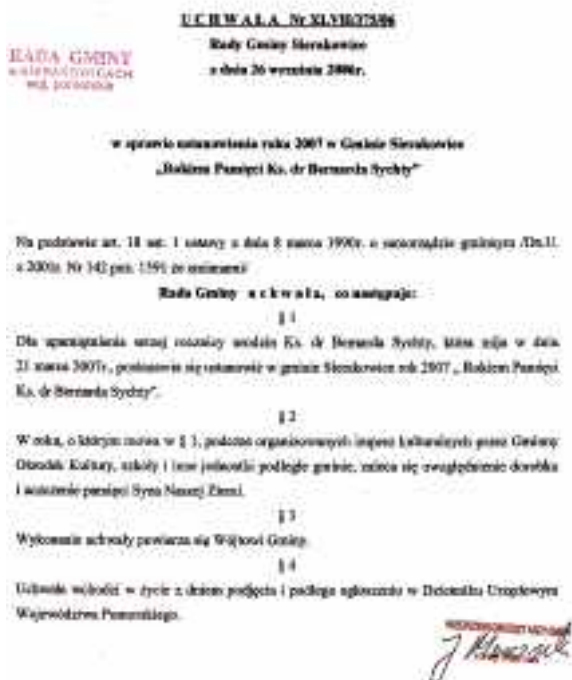 UCHWAŁA Nr XLVII/375/06
Rady Gminy Sierakowice
z dnia 26 września 2006r.
RADA GMINY
w SIERAKOWICACH
woj. pomorskie
w sprawie ustanowienia roku 2007 w Gminie Sierakowice
„Rokiem Pamięci Ks. dr Bernarda Sychty”
Na podstawie art. 18 ust. 1 ustawy z dnia 8 marca 1990r. o samorządzie gminnym /Dz.U.
z 2001r. Nr 142 poz. 1591 ze zmianami/
Rada Gminy u c h w a l a, co następuje:
§ 1
Dla upamiętnienia setnej rocznicy urodzin Ks. dr Bernarda Sychty, która mija w dniu
21 marca 2007r., postanawia się ustanowić w gminie Sierakowice rok 2007 „ Rokiem Pamięci
Ks. dr Bernarda Sychty”.
§ 2
W roku, o którym mowa w § 1, podczas organizowanych imprez kulturalnych przez Gminny
Ośrodek Kultury, szkoły i inne jednostki podległe gminie, zaleca się uwzględnienie dorobku
i uczczenie pamięci Syna Naszej Ziemi.
§ 3
Wykonanie uchwały powierza się Wójtowi Gminy.
§ 4
Uchwała wchodzi w życie z dniem podjęcia i podlega ogłoszeniu w Dzienniku Urzędowym
Województwa Pomorskiego.